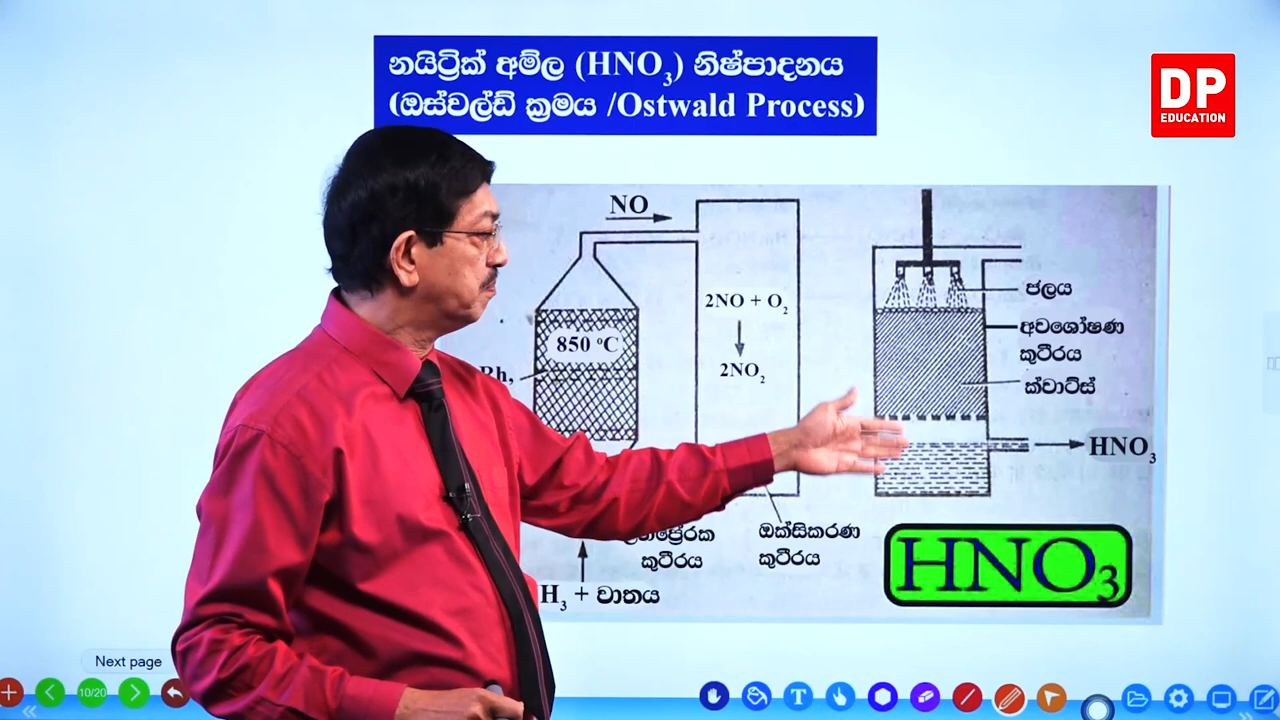 නයිට්‍රික් අම්ල (HNO₃) නිෂ්පාදනය
(ඔස්වල්ඩ් ක්‍රමය /Ostwald Process)
DP
EDUCATION
NO
2NO + O₂
2NO₂
850 °C
Rh,
ජලය
අවශෝෂණ
කුටීරය
ක්වාට්ස්
HNO₃
කුටීරය
ඔක්සිකරණ
කුටීරය
H₃ + වාතය
HNO₃
Next page
10/20
T